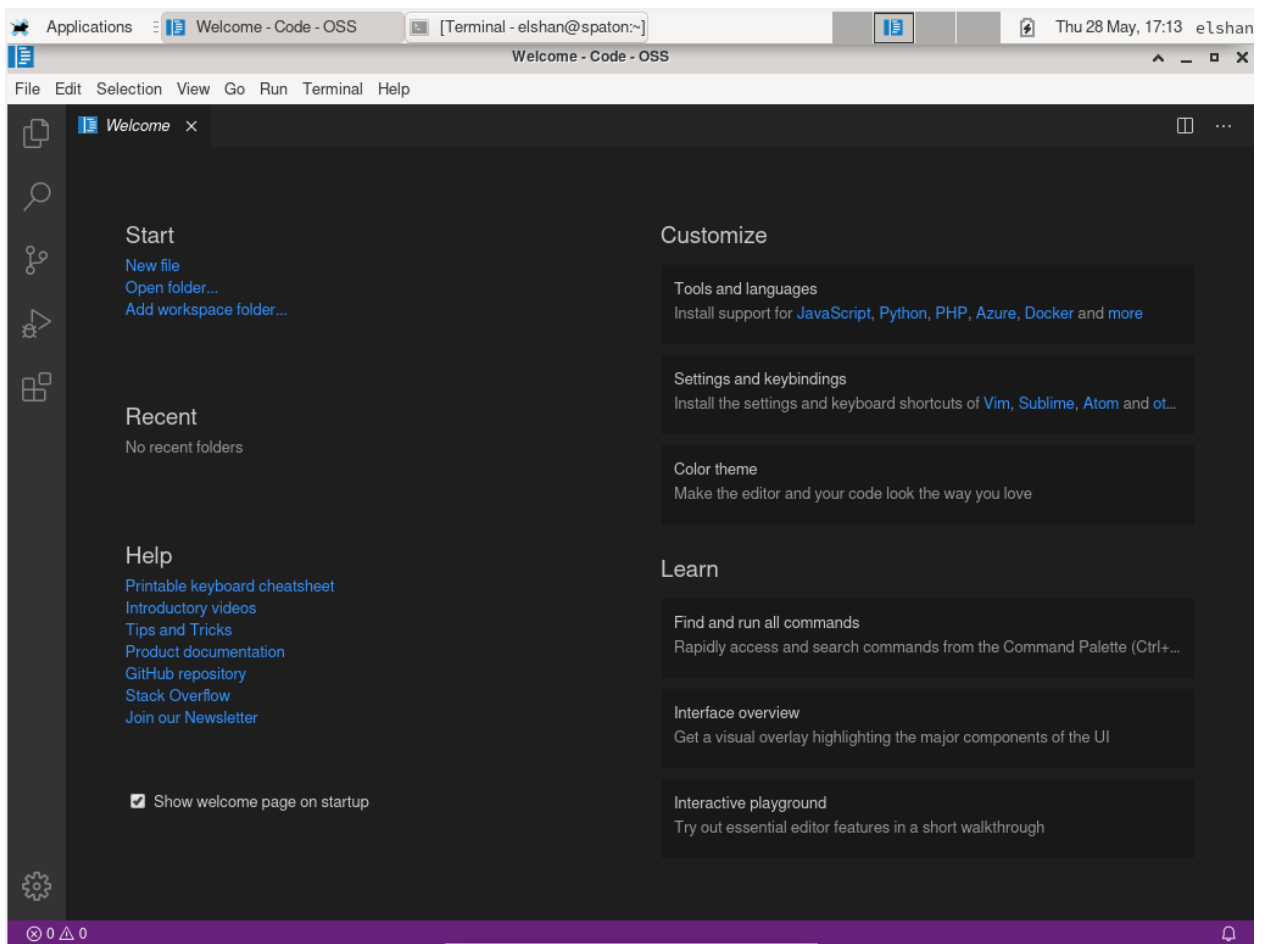 Applications Welcome - Code - OSS [Terminal - elshan@spaton:~] Thu 28 May, 17:13 elshan
Welcome - Code - OSS
File Edit Selection View Go Run Terminal Help
Welcome
Start
New file
Open folder...
Add workspace folder...
Recent
No recent folders
Help
Printable keyboard cheatsheet
Introductory videos
Tips and Tricks
Product documentation
GitHub repository
Stack Overflow
Join our Newsletter
Show welcome page on startup
Customize
Tools and languages
Install support for JavaScript, Python, PHP, Azure, Docker and more
Settings and keybindings
Install the settings and keyboard shortcuts of Vim, Sublime, Atom and ot...
Color theme
Make the editor and your code look the way you love
Learn
Find and run all commands
Rapidly access and search commands from the Command Palette (Ctrl+...
Interface overview
Get a visual overlay highlighting the major components of the UI
Interactive playground
Try out essential editor features in a short walkthrough
0 0